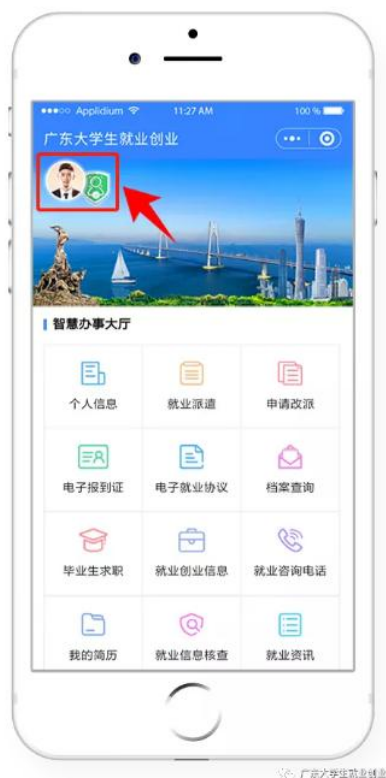 ●●●○○ Applidium 11:27 AM 100 %
广东大学生就业创业
智慧办事大厅
个人信息 就业派遣 申请改派
电子报到证 电子就业协议 档案查询
毕业生求职 就业创业信息 就业咨询电话
我的简历 就业信息核查 就业资讯
广东大学生就业创业